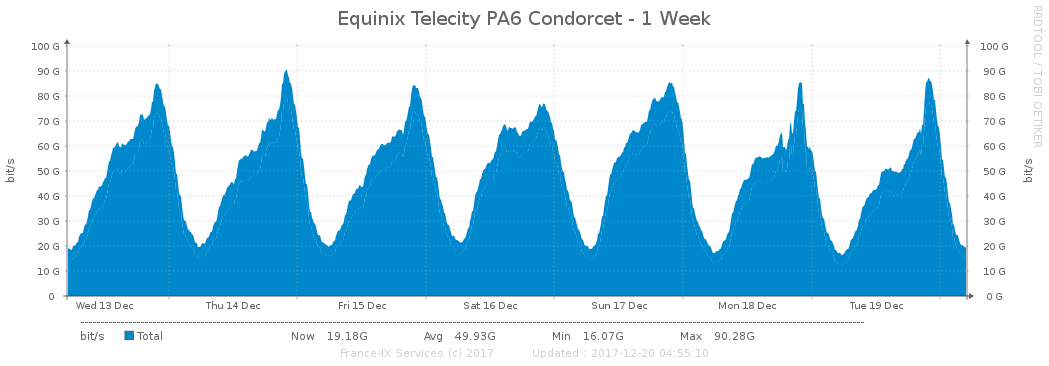 Equinix Telecity PA6 Condorcet - 1 Week
RRDTOOL / TOBI OETIKER
100 G 100 G
90 G 90 G
80 G 80 G
70 G 70 G
60 G 60 G
50 G 50 G
40 G 40 G
30 G 30 G
20 G 20 G
10 G 10 G
0 0 G
bit/s bit/s
Wed 13 Dec Thu 14 Dec Fri 15 Dec Sat 16 Dec Sun 17 Dec Mon 18 Dec Tue 19 Dec
bit/s Total Now 19.18G Avg 49.93G Min 16.07G Max 90.28G
France-IX Services (c) 2017 Updated : 2017-12-20 04:55:10